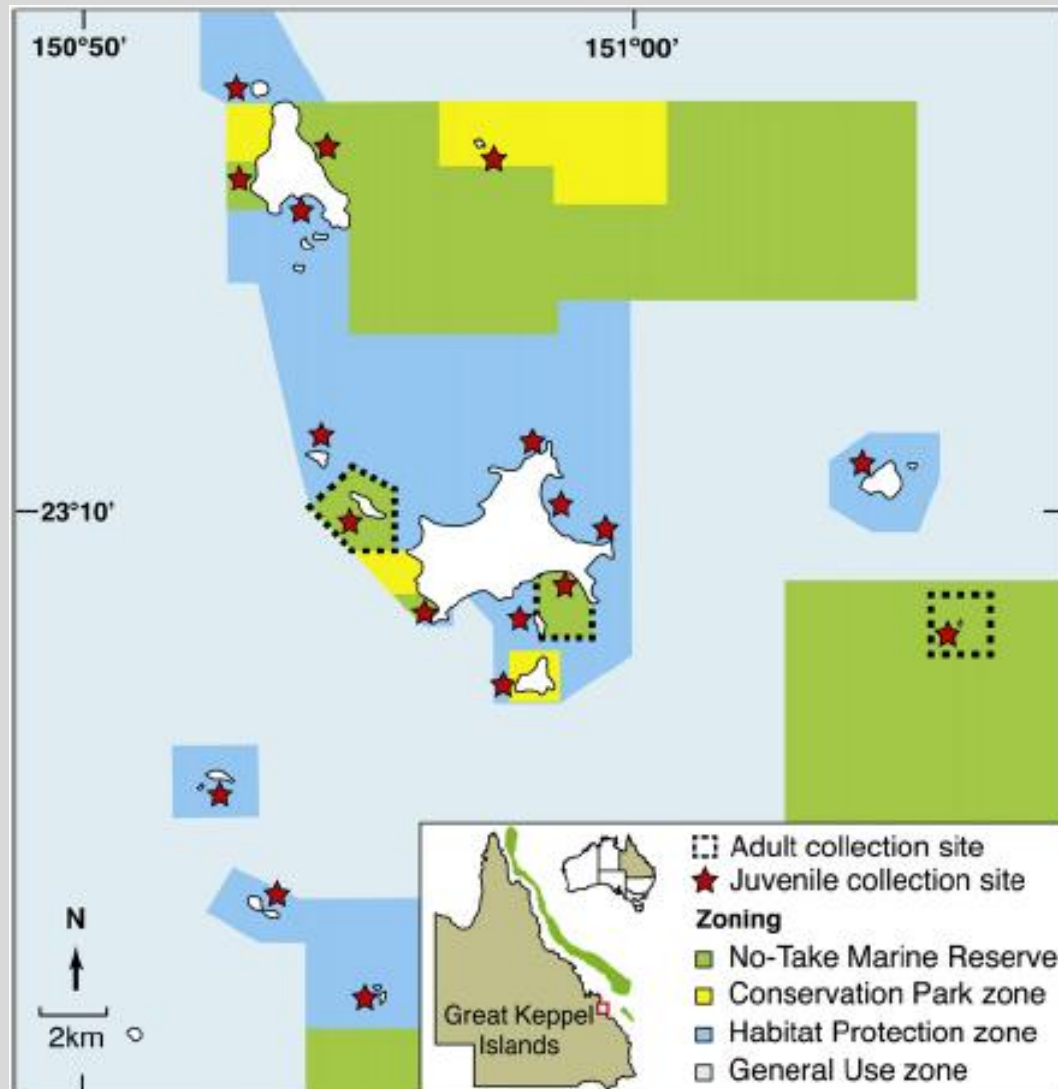 150°50'
151°00'
23°10'
N
2km
Great Keppel
Islands
Adult collection site
Juvenile collection site
Zoning
No-Take Marine Reserve
Conservation Park zone
Habitat Protection zone
General Use zone